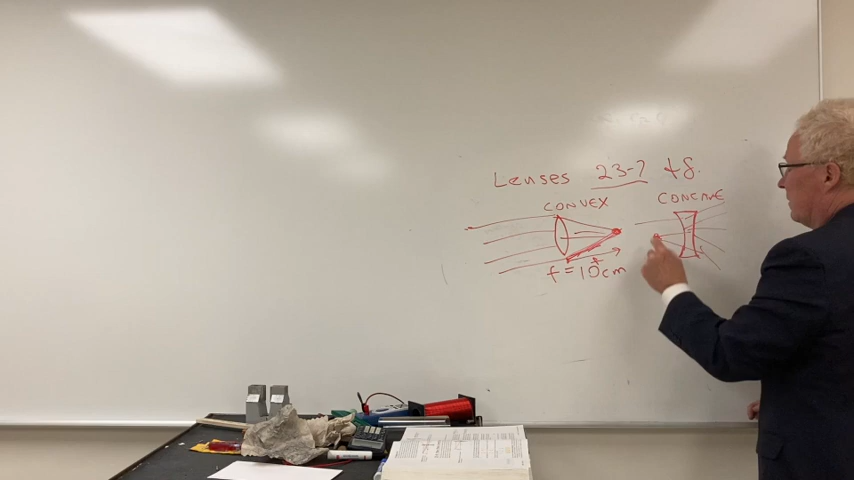 Lenses 23-7 +8.
CONVEX CONCAVE
f = 10cm